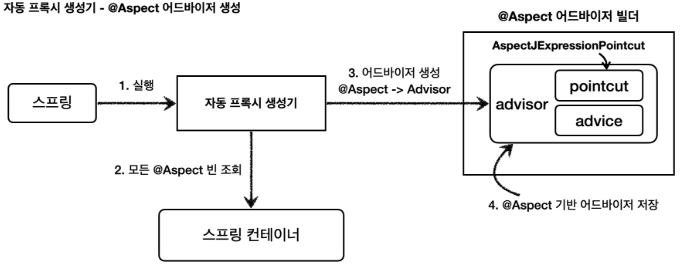 자동 프록시 생성기 - @Aspect 어드바이저 생성
@Aspect 어드바이저 빌더
AspectJExpressionPointcut
1. 실행
3. 어드바이저 생성
@Aspect -> Advisor
스프링
자동 프록시 생성기
advisor
pointcut
advice
2. 모든 @Aspect 빈 조회
4. @Aspect 기반 어드바이저 저장
스프링 컨테이너